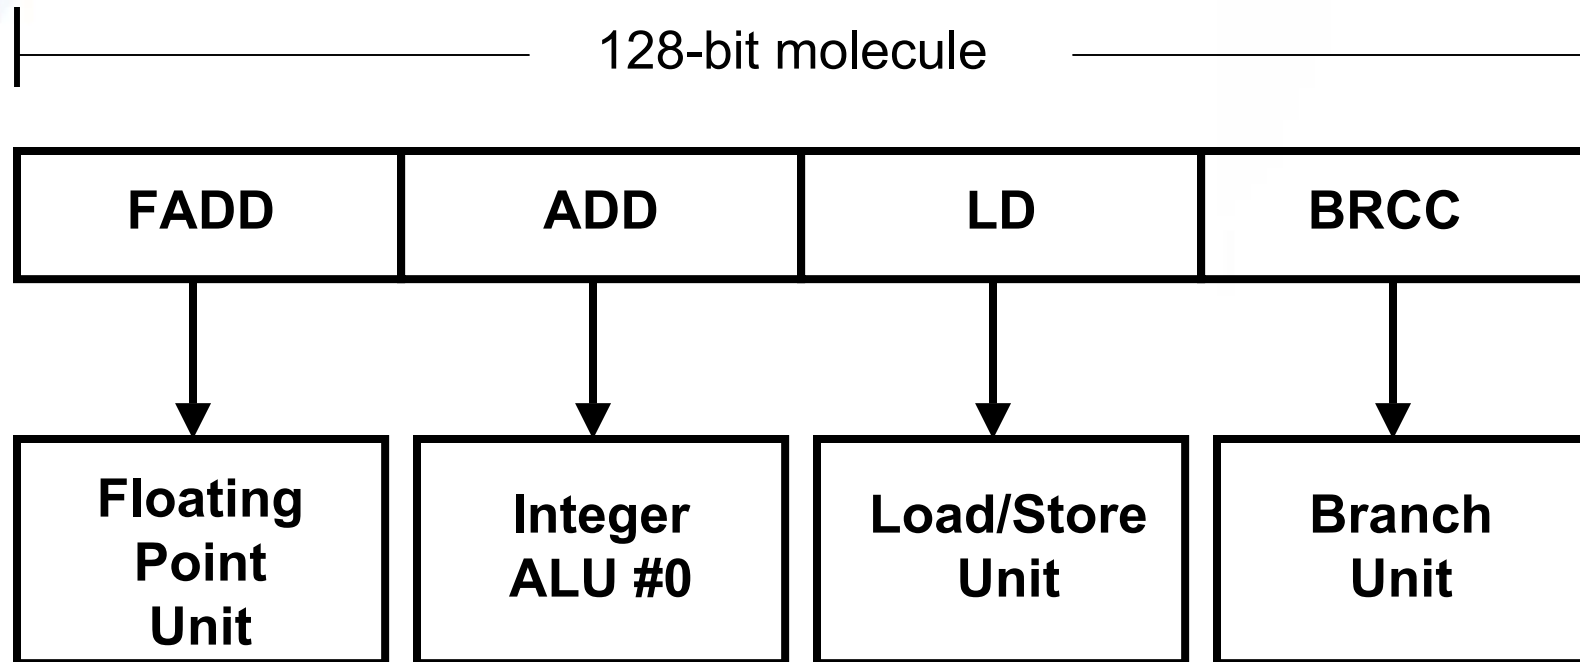 128-bit molecule
FADD
ADD
LD
BRCC
Floating
Point
Unit
Integer
ALU #0
Load/Store
Unit
Branch
Unit